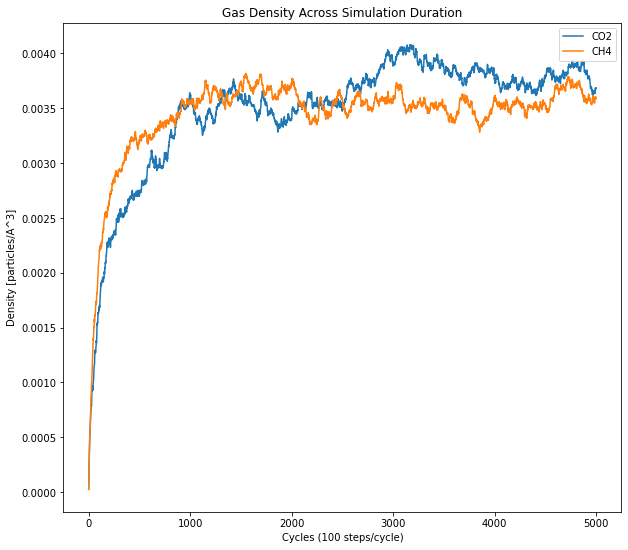 Gas Density Across Simulation Duration
CO2
CH4
Density [particles/A^3]
0.0040
0.0035
0.0030
0.0025
0.0020
0.0015
0.0010
0.0005
0.0000
0 1000 2000 3000 4000 5000
Cycles (100 steps/cycle)